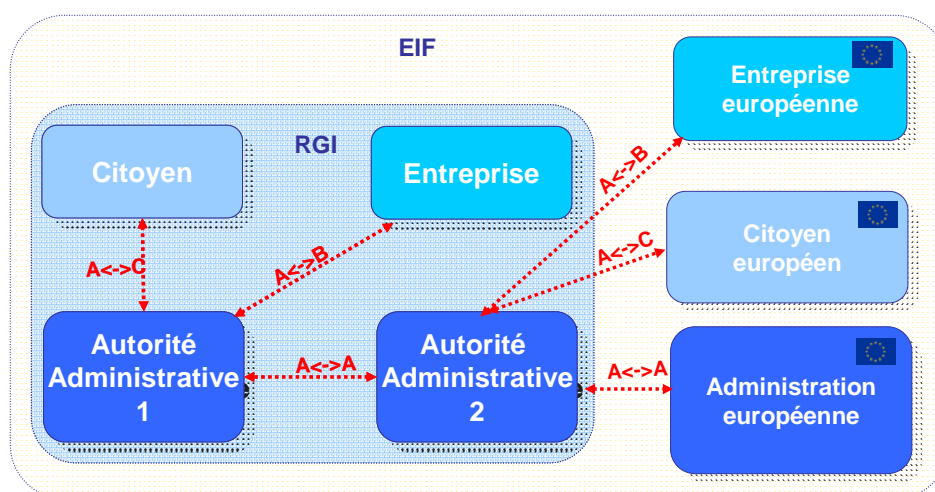 EIF
Entreprise
européenne
RGI
Citoyen
Entreprise
A<->B
Citoyen
européen
A<->C
A<->B
A<->C
Autorité
Administrative
1
A<->A
Autorité
Administrative
2
A<->A
Administration
européenne